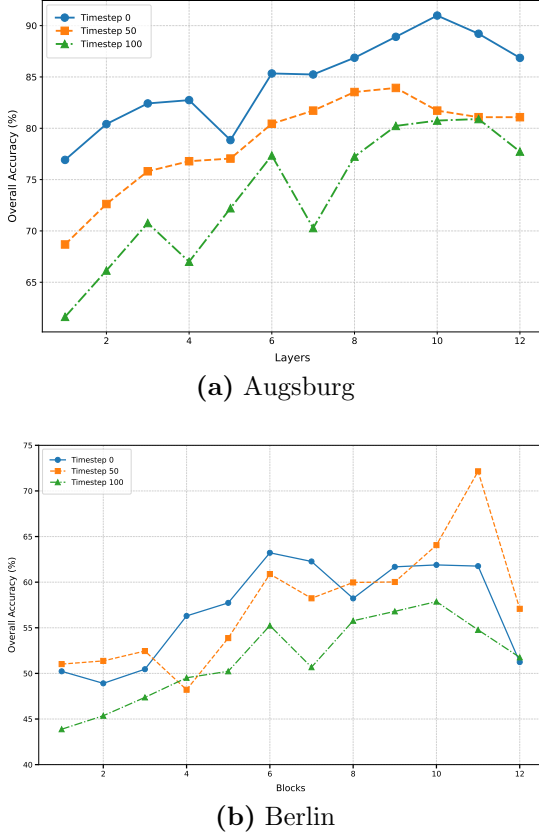 Timestep 0
Timestep 50
Timestep 100
90
85
80
75
70
65
Overall Accuracy (%)
2 4 6 8 10 12
Layers
(a) Augsburg
Timestep 0
Timestep 50
Timestep 100
75
70
65
60
55
50
45
40
Overall Accuracy (%)
2 4 6 8 10 12
Blocks
(b) Berlin